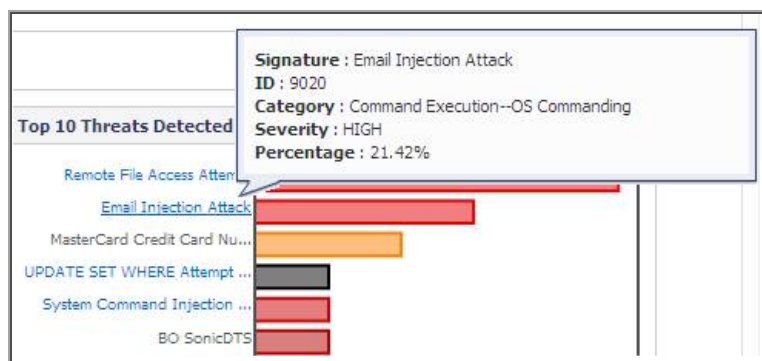 Signature : Email Injection Attack
ID : 9020
Category : Command Execution--OS Commanding
Severity : HIGH
Percentage : 21.42%
Top 10 Threats Detected
Remote File Access
Email Injection Attack
MasterCard Credit Card Nu...
UPDATE SET WHERE Attempt ...
System Command Injection ...
BO SonicDTS